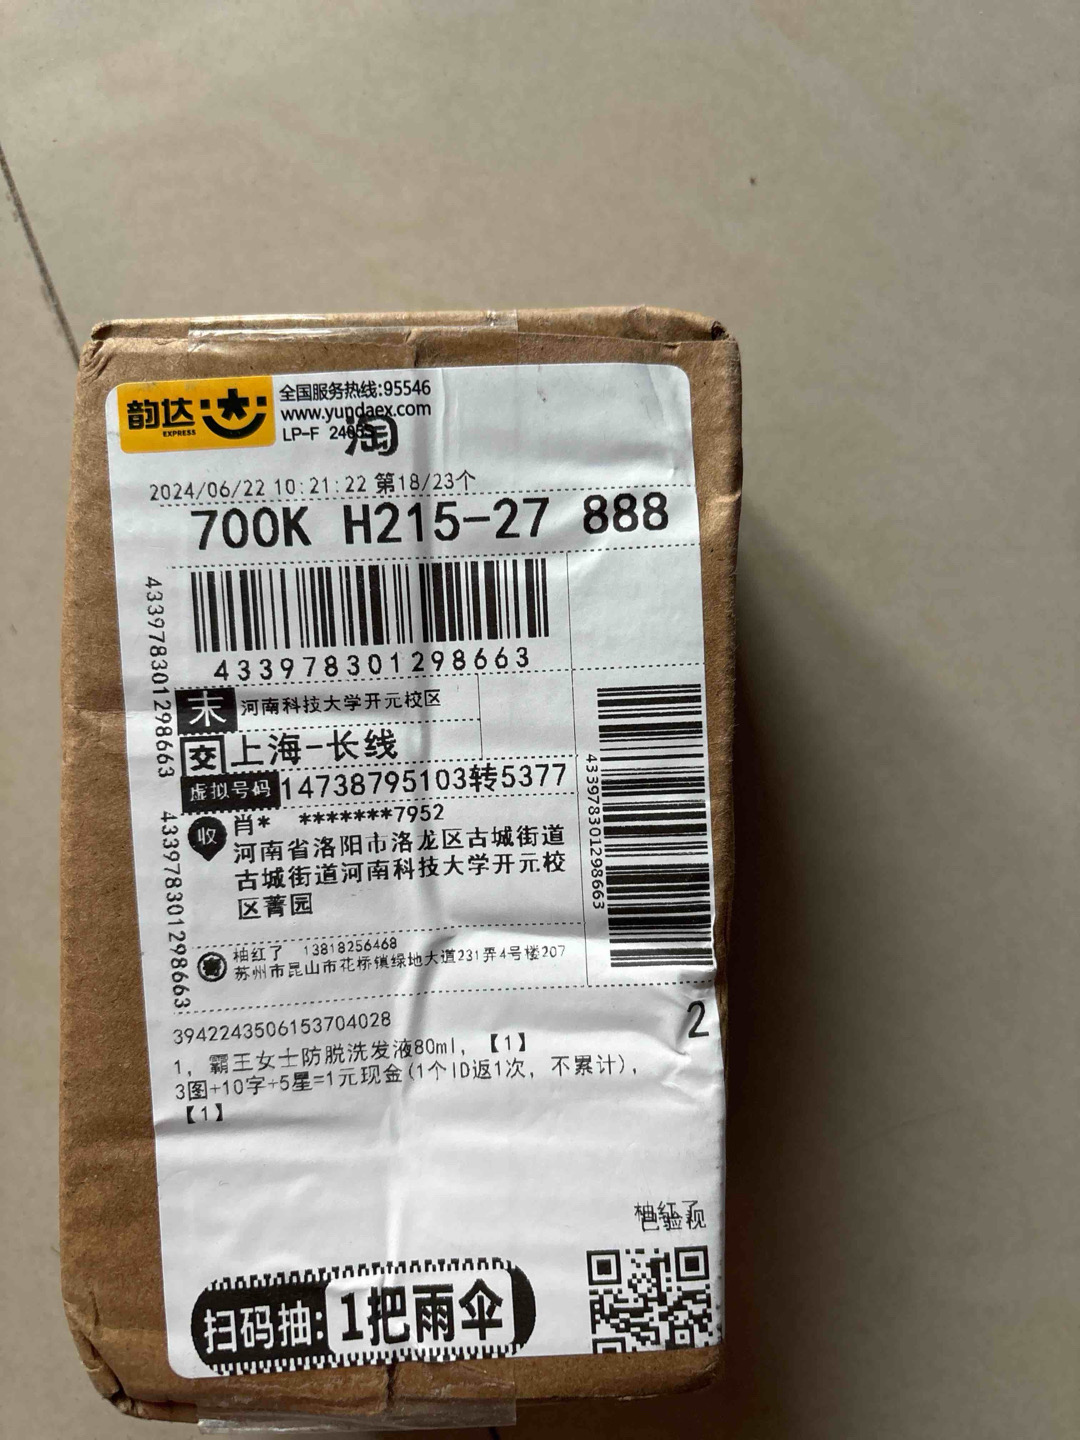 韵达
EXPRESS
全国服务热线:95546
www.yundaex.com
LP-F
淘
2024/06/22 10:21:22 第18/23个
700K H215-27 888
433978301298663
433978301298663
末 河南科技大学开元校区
交 上海-长线
虚拟号码 14738795103转5377
收 肖* *******7952
河南省洛阳市洛龙区古城街道
古城街道河南科技大学开元校
区菁园
433978301298663
433978301298663
寄 柚红了 13818256468
苏州市昆山市花桥镇绿地大道231弄4号楼207
3942243506153704028
2
1, 霸王女士防脱洗发液80ml, 【1】
3图+10字+5星=1元现金(1个ID返1次, 不累计),
【1】
柚红了
已验视
扫码抽: 1把雨伞